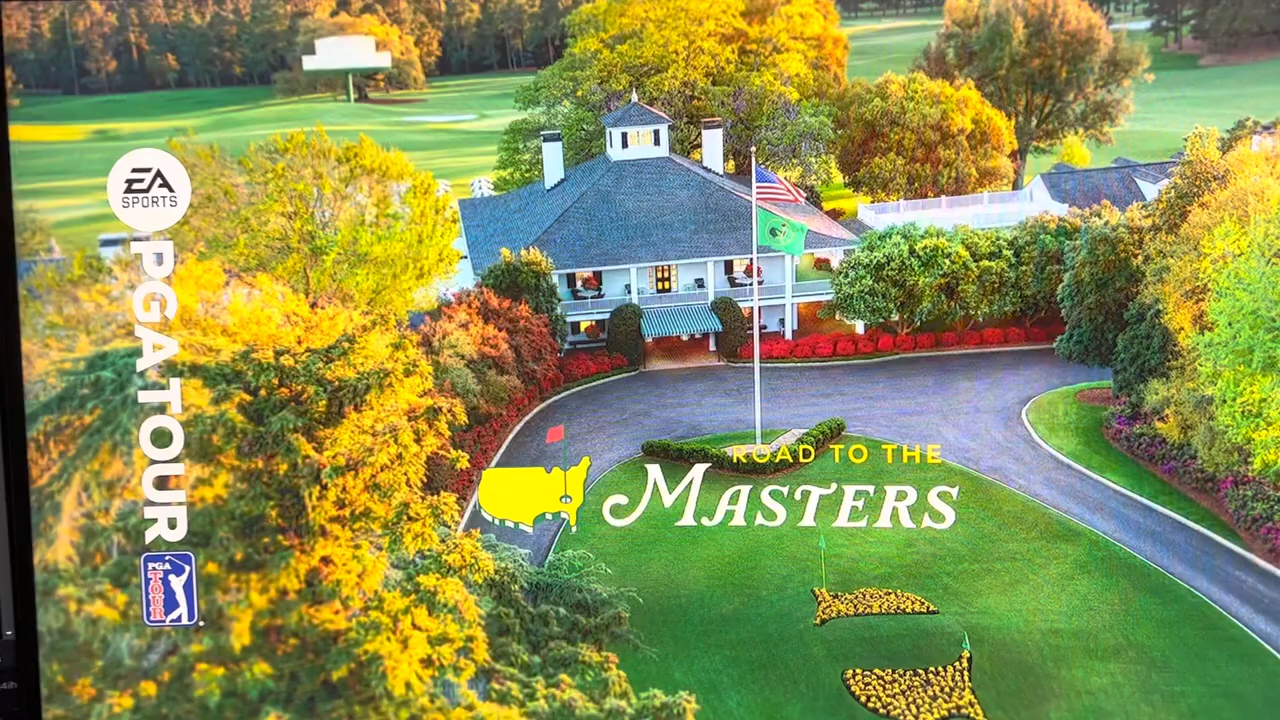 EA
SPORTS
PGA TOUR
PGA
TOUR
ROAD TO THE
MASTERS